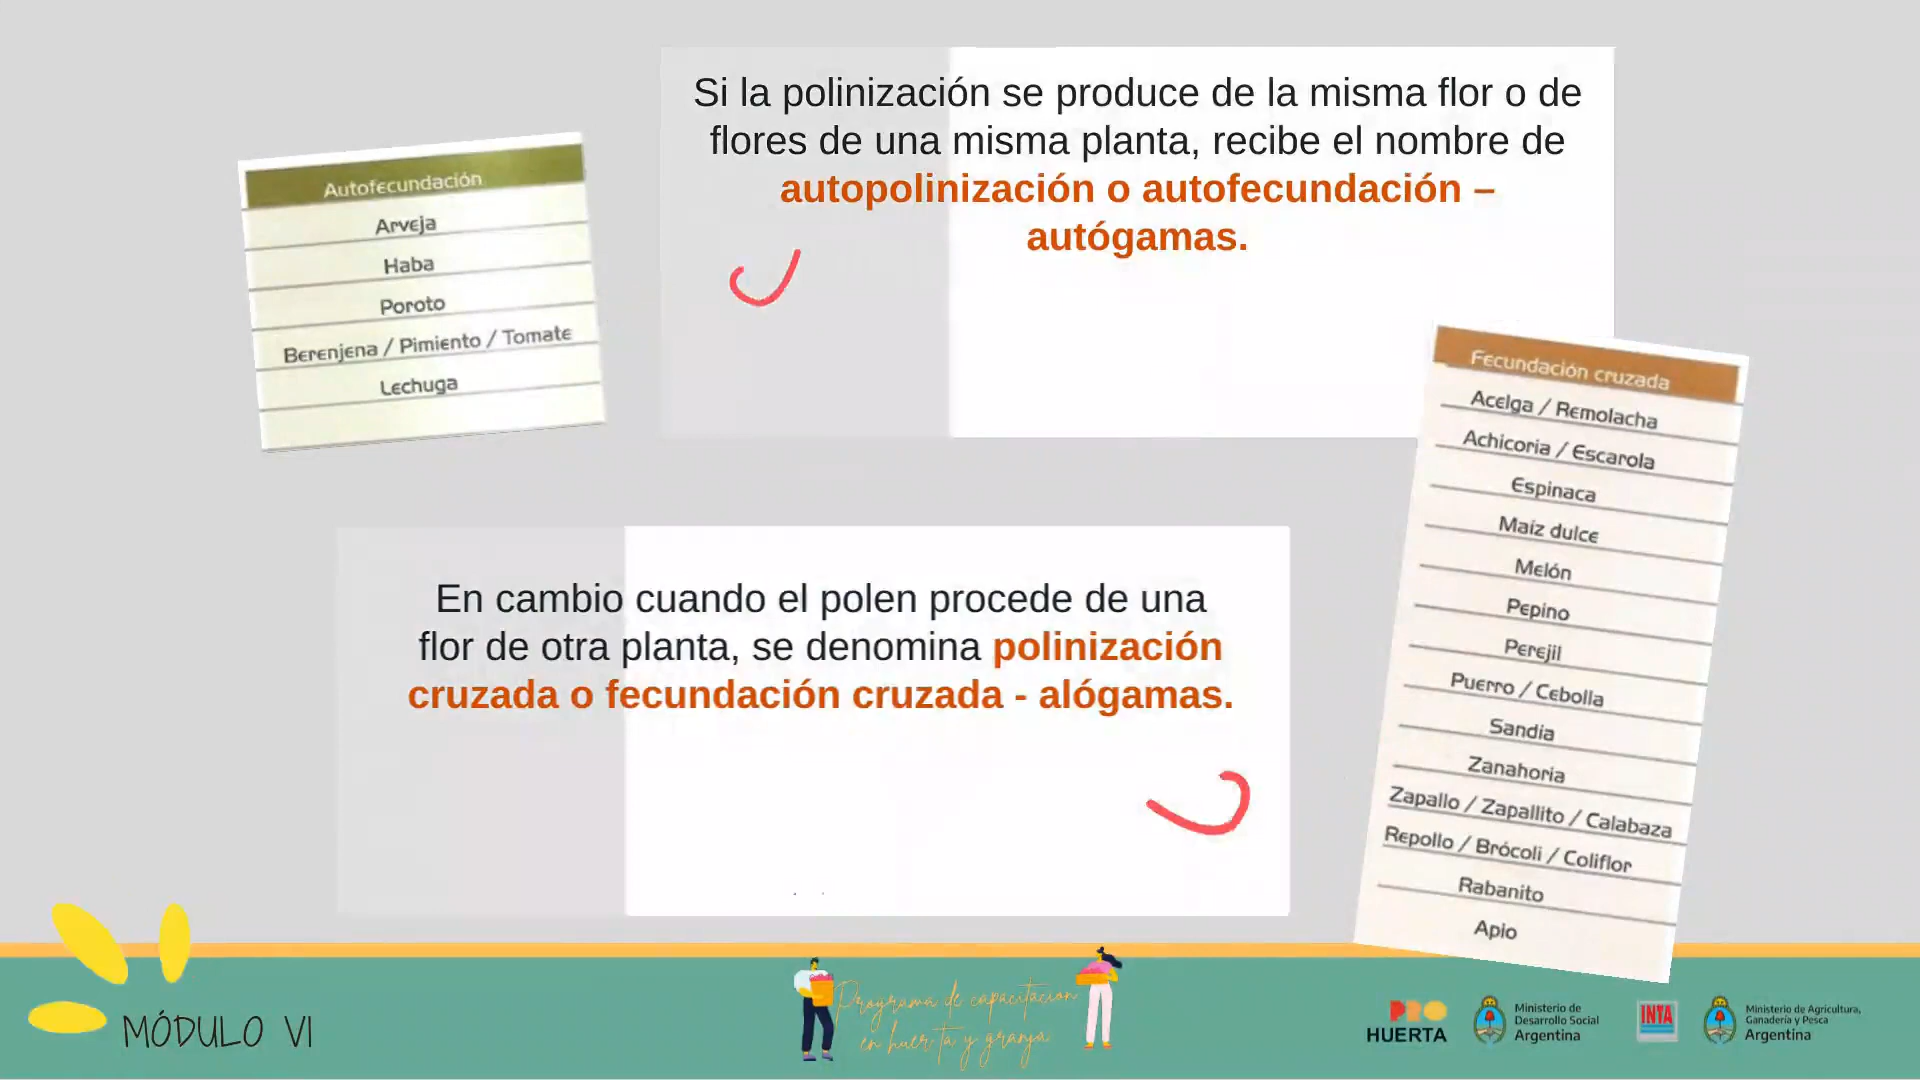 Si la polinización se produce de la misma flor o de
flores de una misma planta, recibe el nombre de
autopolinización o autofecundación –
autógamas.
Autofecundación
Arveja
Haba
Poroto
Berenjena / Pimiento / Tomate
Lechuga
En cambio cuando el polen procede de una
flor de otra planta, se denomina polinización
cruzada o fecundación cruzada - alógamas.
Fecundación cruzada
Acelga / Remolacha
Achicoria / Escarola
Espinaca
Maíz dulce
Melón
Pepino
Perejil
Puerro / Cebolla
Sandia
Zanahoria
Zapallo / Zapallito / Calabaza
Repollo / Brócoli / Coliflor
Rabanito
Apio
MÓDULO VI
Programa de capacitacion
en huerta y granja
PRO
HUERTA
Ministerio de
Desarrollo Social
Argentina
INTA
Ministerio de Agricultura,
Ganadería y Pesca
Argentina